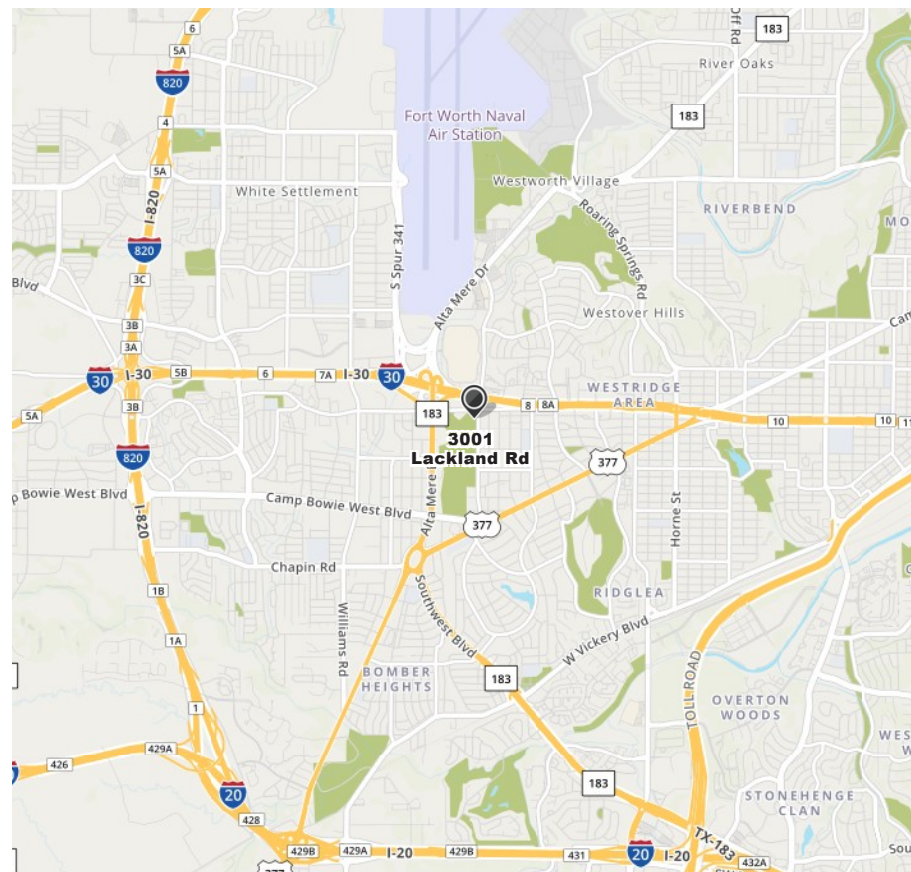 6
183
Off Rd
5A
River Oaks
820
Fort Worth Naval
Air Station
183
4
5A
Westworth Village
White Settlement
I-820
Roaring Springs Rd
RIVERBEND
S Spur 341
820
Blvd
3C
Alta Mere Dr
Westover Hills
3B
3A
30
I-30
5B
6
7A
I-30
30
WESTRIDGE
AREA
5A
3B
183
8
8A
10
10
3001
Lackland Rd
820
377
Bowie West Blvd
Camp Bowie West Blvd
Alta Mere
377
I-820
Horne St
Chapin Rd
1B
RIDGLEA
Williams Rd
Southwest Blvd
W Vickery Blvd
1A
BOMBER
HEIGHTS
183
TOLL ROAD
OVERTON
WOODS
1
429A
426
183
20
STONEHENGE
CLAN
428
TX-183
429B
429A
I-20
429B
431
20
I-20
432A
377